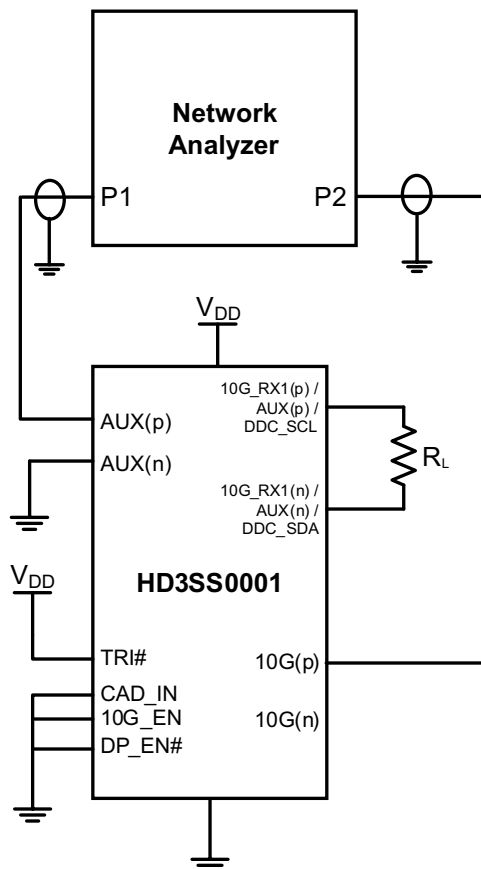 Network
Analyzer
P1
P2
VDD
10G_RX1(p) /
AUX(p) /
DDC_SCL
AUX(p)
AUX(n)
RL
10G_RX1(n) /
AUX(n) /
DDC_SDA
VDD
HD3SS0001
TRI#
10G(p)
CAD_IN
10G_EN
10G(n)
DP_EN#